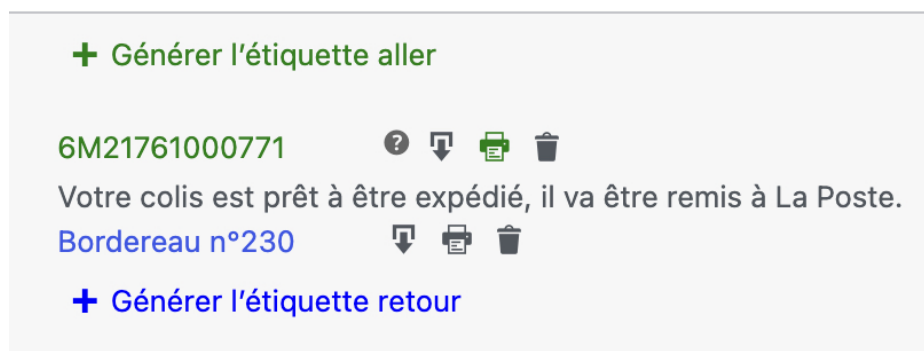 + Générer l’étiquette aller
6M21761000771 ?
Votre colis est prêt à être expédié, il va être remis à La Poste.
Bordereau n°230
+ Générer l’étiquette retour